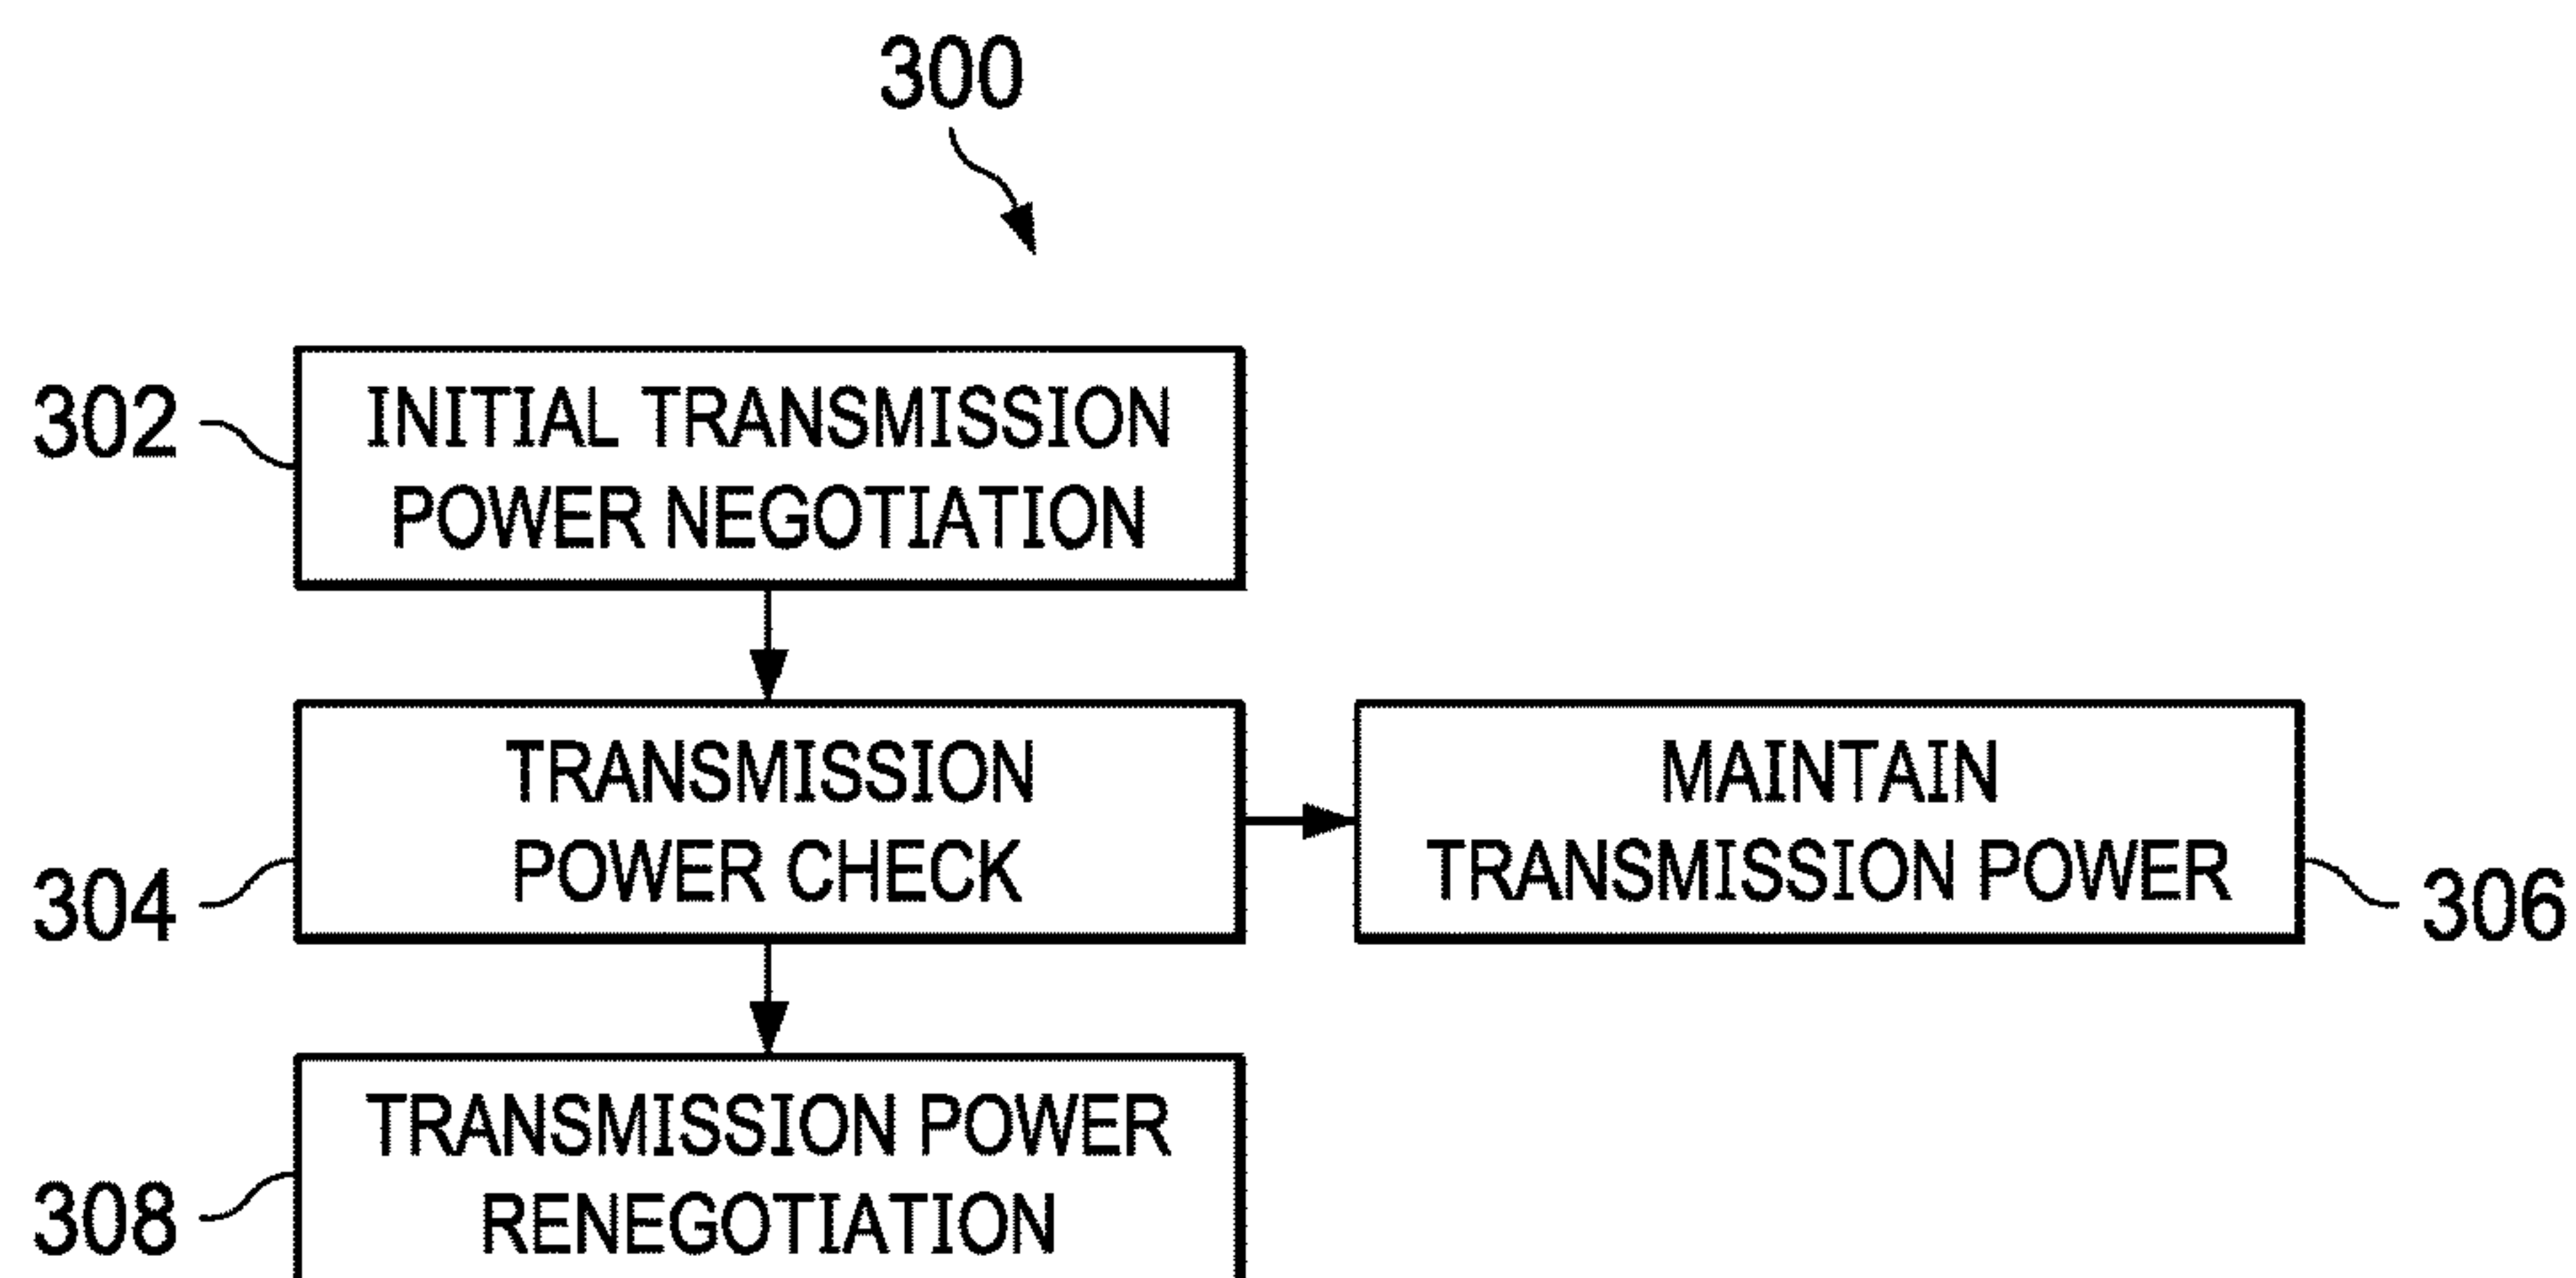 300
302
INITIAL TRANSMISSION
POWER NEGOTIATION
304
TRANSMISSION
POWER CHECK
MAINTAIN
TRANSMISSION POWER
306
308
TRANSMISSION POWER
RENEGOTIATION